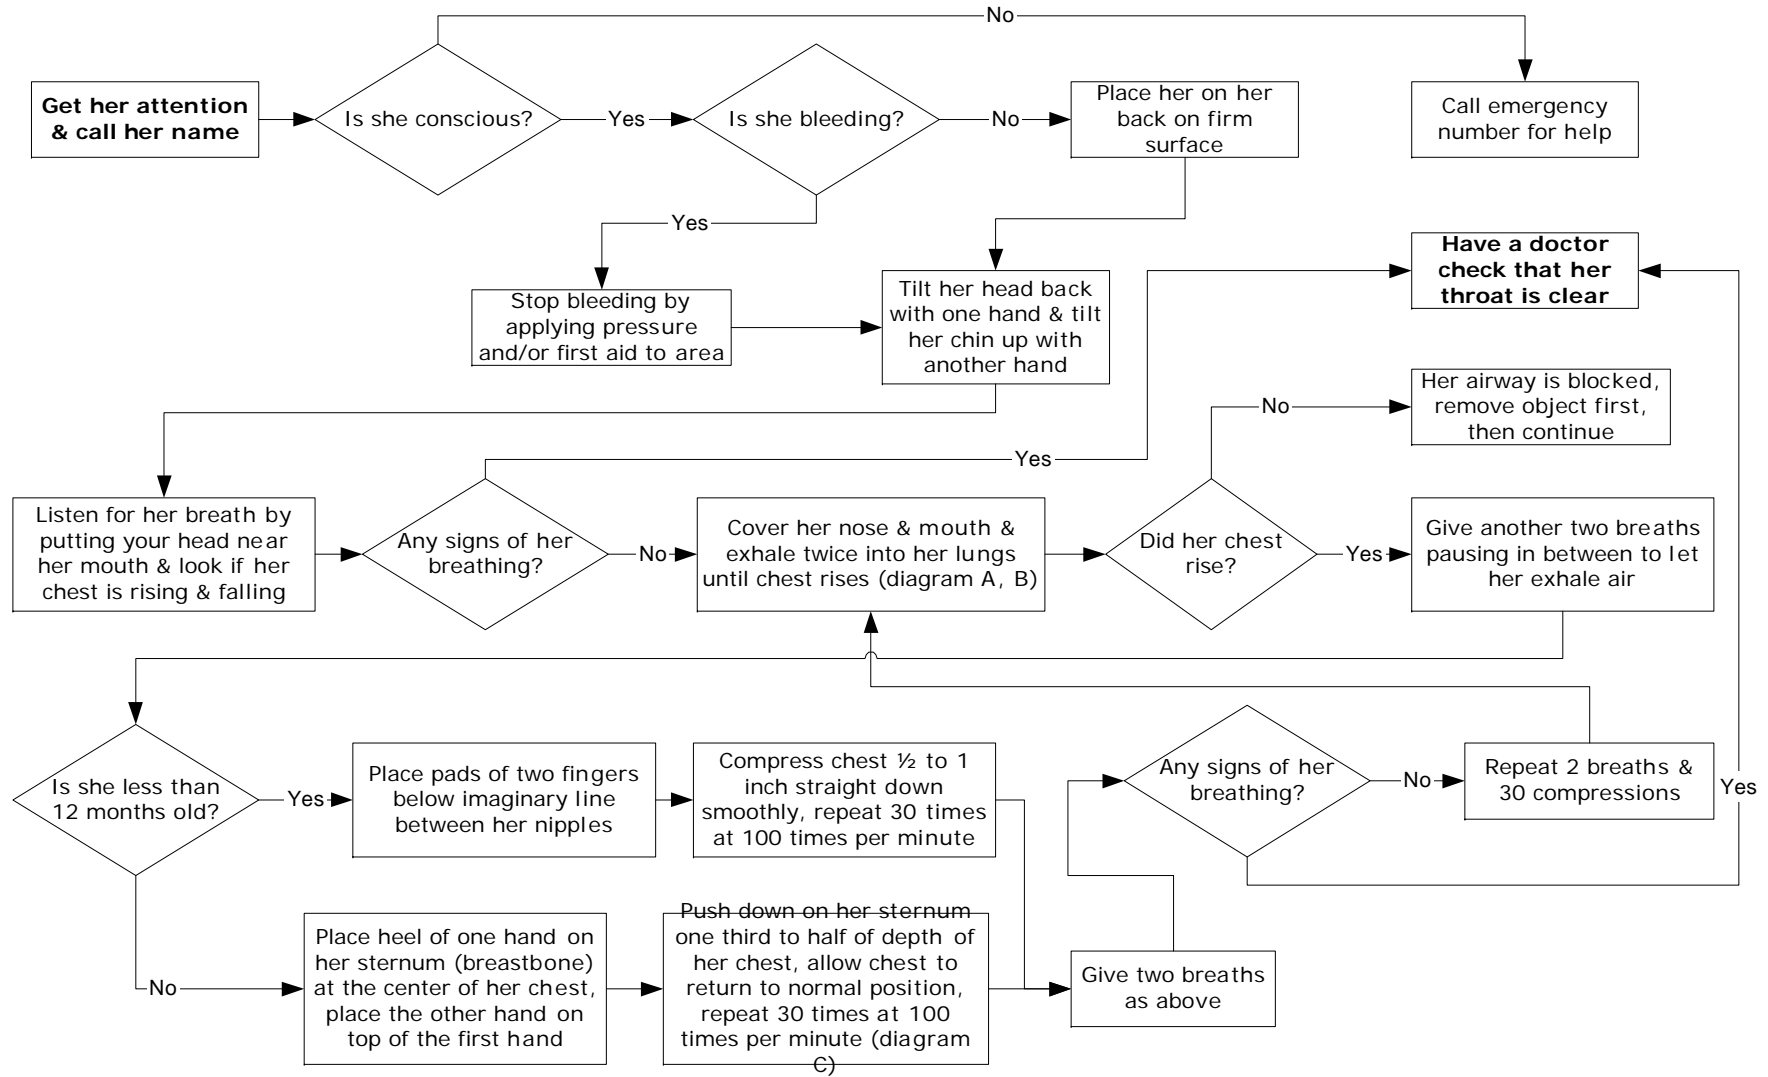 No
Get her attention
& call her name
Is she conscious?
Yes
Is she bleeding?
No
Place her on her
back on firm
surface
Call emergency
number for help
Yes
Stop bleeding by
applying pressure
and/or first aid to area
Tilt her head back
with one hand & tilt
her chin up with
another hand
Have a doctor
check that her
throat is clear
No
Her airway is blocked,
remove object first,
then continue
Yes
Listen for her breath by
putting your head near
her mouth & look if her
chest is rising & falling
Any signs of her
breathing?
No
Cover her nose & mouth &
exhale twice into her lungs
until chest rises (diagram A, B)
Did her chest
rise?
Yes
Give another two breaths
pausing in between to let
her exhale air
Is she less than
12 months old?
Yes
Place pads of two fingers
below imaginary line
between her nipples
Compress chest ½ to 1
inch straight down
smoothly, repeat 30 times
at 100 times per minute
Any signs of her
breathing?
No
Repeat 2 breaths &
30 compressions
Yes
No
Place heel of one hand on
her sternum (breastbone)
at the center of her chest,
place the other hand on
top of the first hand
Push down on her sternum
one third to half of depth of
her chest, allow chest to
return to normal position,
repeat 30 times at 100
times per minute (diagram
C)
Give two breaths
as above